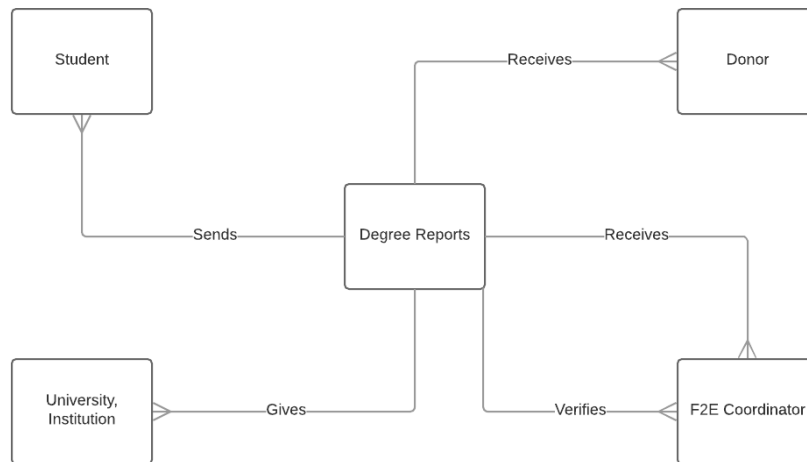 Student
Receives
Donor
Sends
Degree Reports
Receives
University,
Institution
Gives
Verifies
F2E Coordinator